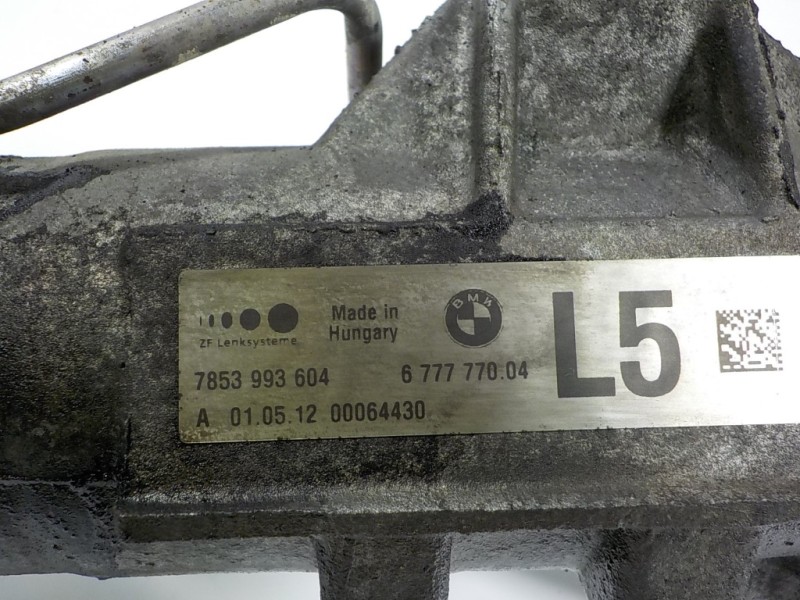 ZF Lenksysteme
Made in
Hungary
BMW
L5
7853 993 604 6 777 770.04
A 01.05.12 00064430